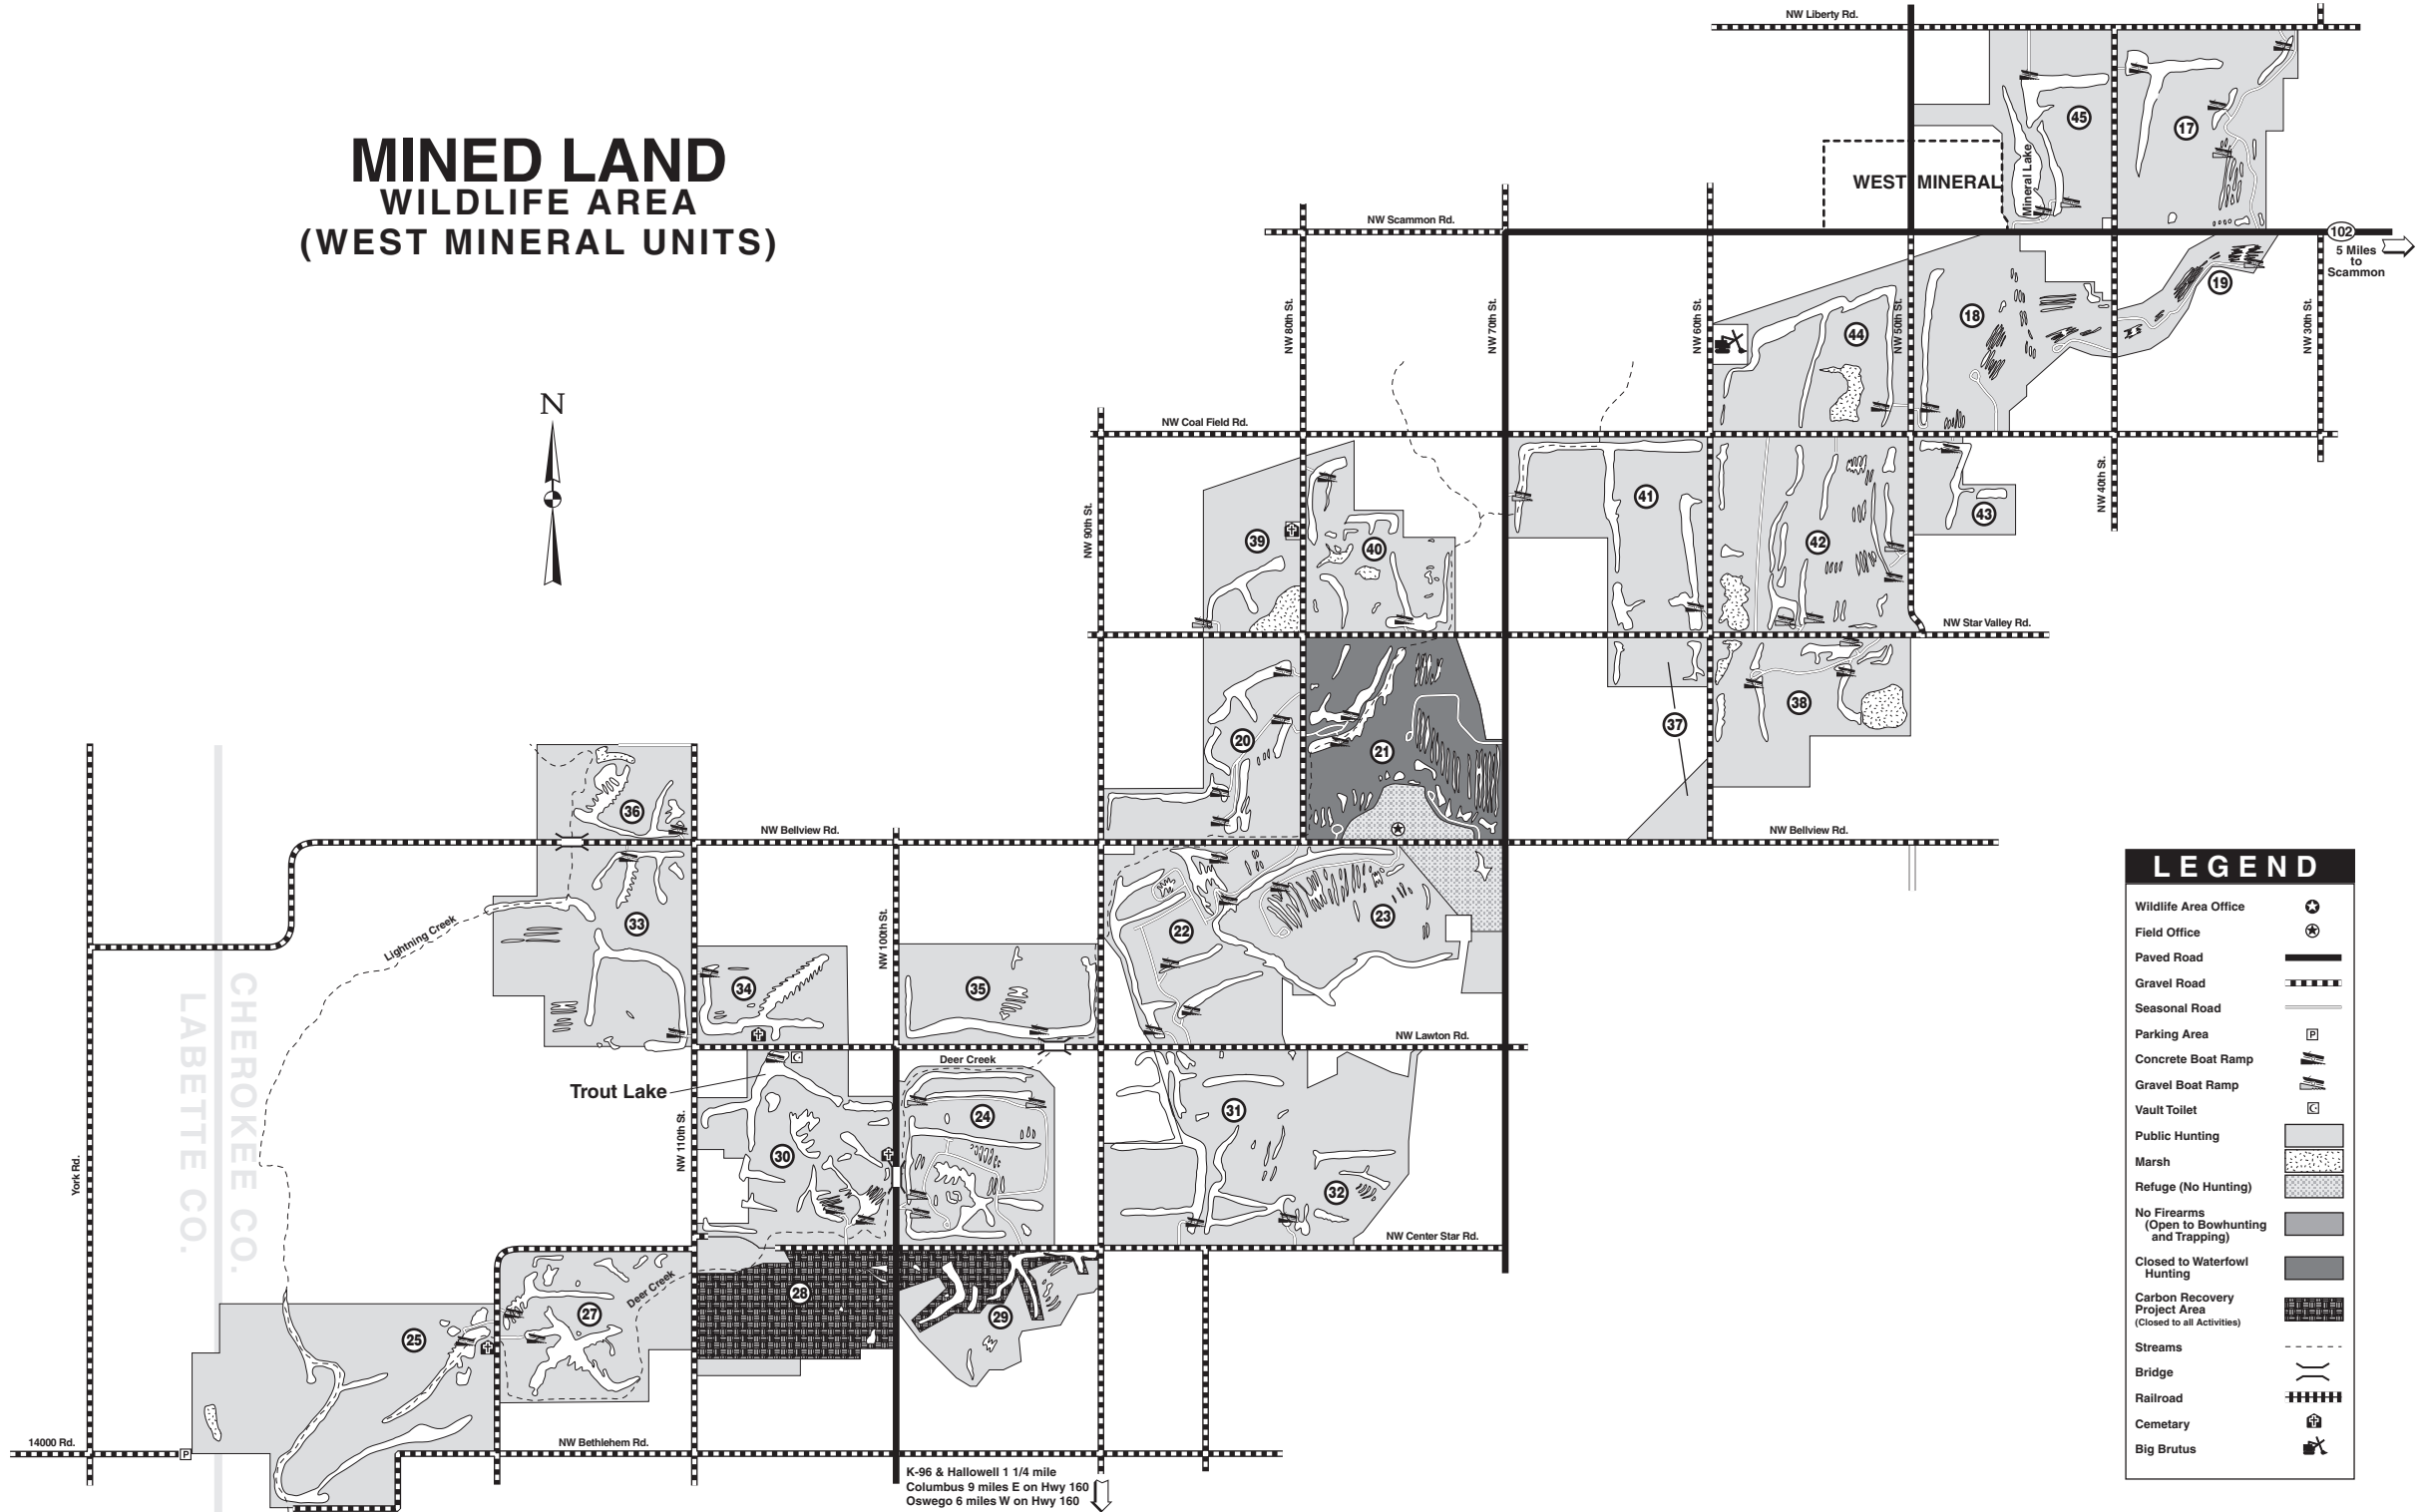 MINED LAND
WILDLIFE AREA
(WEST MINERAL UNITS)
N
NW Liberty Rd.
45
17
Mineral Lake
WEST MINERAL
NW Scammon Rd.
102
5 Miles
to
Scammon
19
18
44
NW 80th St.
NW 70th St.
NW 60th St.
NW 50th St.
NW 30th St.
NW Coal Field Rd.
NW 90th St.
NW 40th St.
39
40
41
42
43
NW Star Valley Rd.
20
21
37
38
36
NW Bellview Rd.
NW Bellview Rd.
Lightning Creek
33
NW 100th St.
22
23
34
35
CHEROKEE CO.
LABETTE CO.
NW Lawton Rd.
Deer Creek
Trout Lake
24
31
York Rd.
NW 110th St.
30
32
NW Center Star Rd.
Deer Creek
28
27
29
25
14000 Rd.
P
NW Bethlehem Rd.
K-96 & Hallowell 1 1/4 mile
Columbus 9 miles E on Hwy 160
Oswego 6 miles W on Hwy 160
LEGEND
Wildlife Area Office
Field Office
Paved Road
Gravel Road
Seasonal Road
Parking Area P
Concrete Boat Ramp
Gravel Boat Ramp
Vault Toilet
Public Hunting
Marsh
Refuge (No Hunting)
No Firearms
(Open to Bowhunting
and Trapping)
Closed to Waterfowl
Hunting
Carbon Recovery
Project Area
(Closed to all Activities)
Streams
Bridge
Railroad
Cemetary
Big Brutus